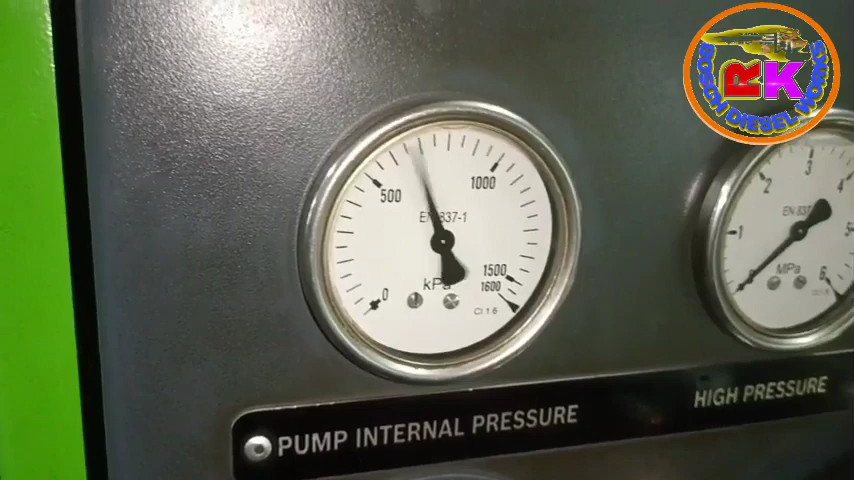 RK
BOSCH DIESEL WORKS
500
1000
EN 837-1
kPa
0
1500
1600
Cl 1.6
PUMP INTERNAL PRESSURE
1
2
3
4
5
6
EN 837
MPa
HIGH PRESSURE